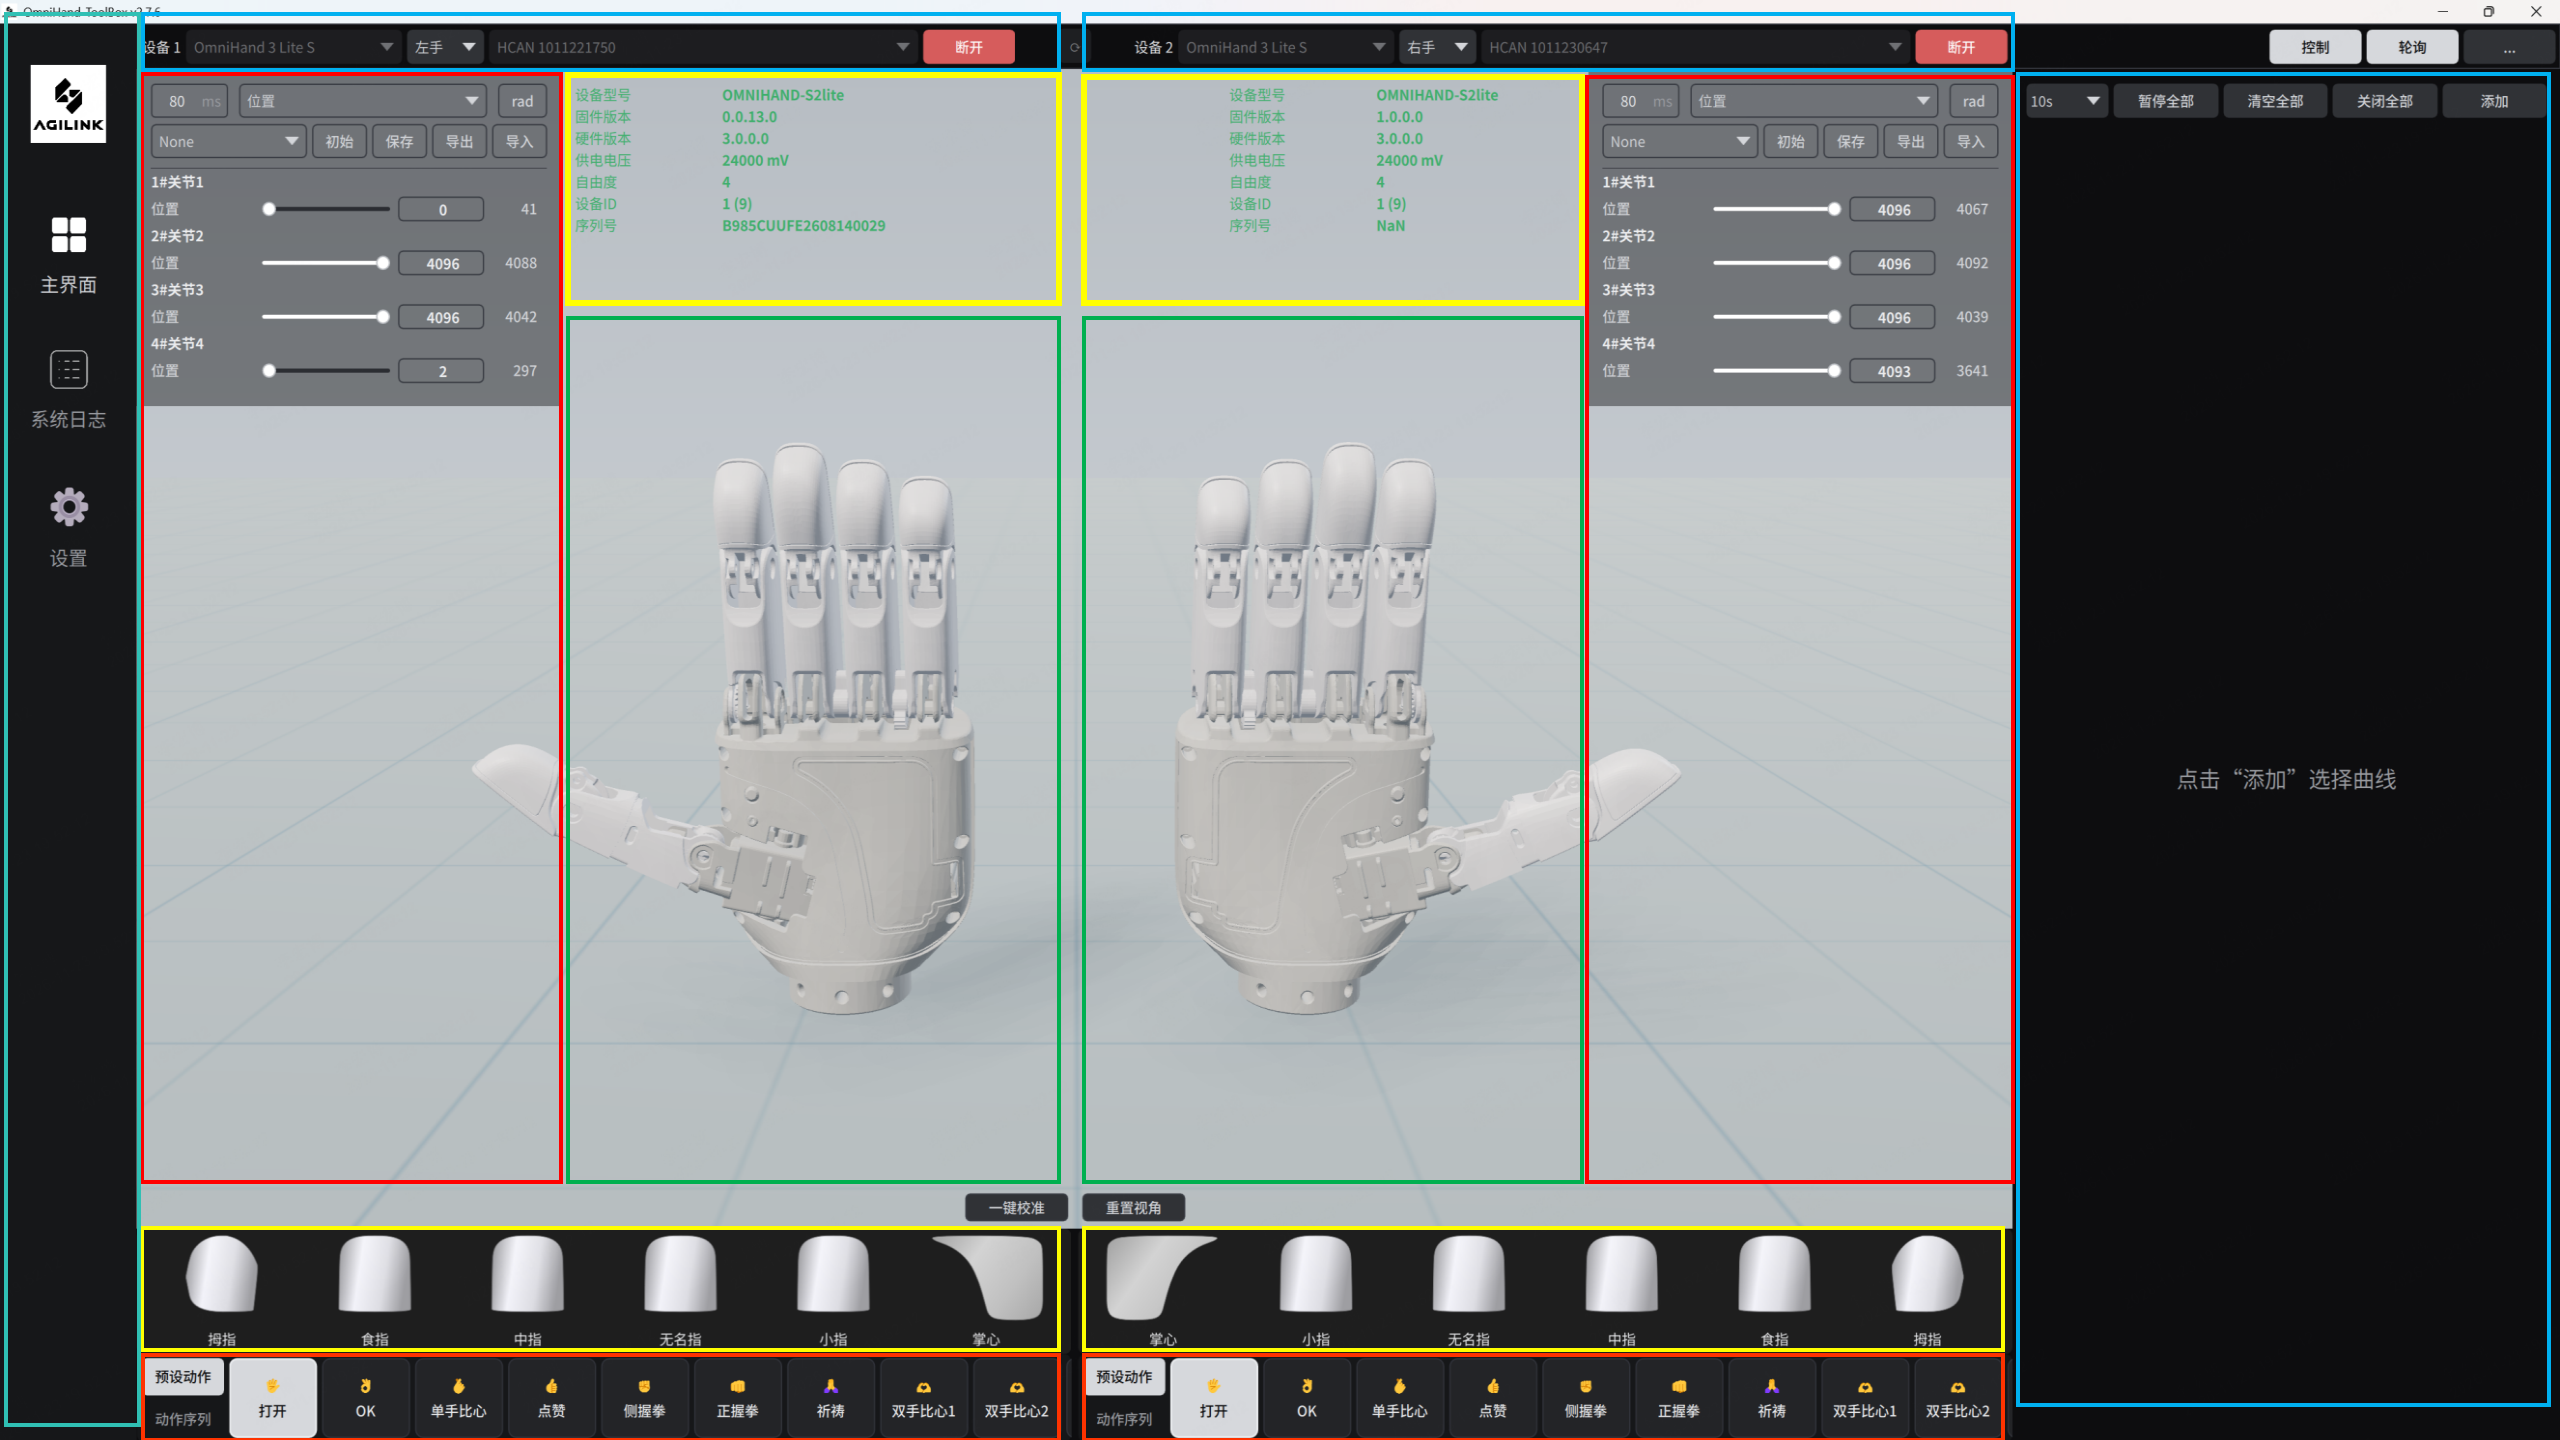 OmniHand-ToolBox v2.7.6
设备 1 OmniHand 3 Lite S 左手 HCAN 1011221750 断开
设备 2 OmniHand 3 Lite S 右手 HCAN 1011230647 断开
控制 轮询 ...
AGILINK
主界面
系统日志
设置
80 ms 位置 rad
None 初始 保存 导出 导入
1#关节1
位置 0 41
2#关节2
位置 4096 4088
3#关节3
位置 4096 4042
4#关节4
位置 2 297
设备型号 OMNIHAND-S2lite
固件版本 0.0.13.0
硬件版本 3.0.0.0
供电电压 24000 mV
自由度 4
设备ID 1 (9)
序列号 B985CUUFE2608140029
设备型号 OMNIHAND-S2lite
固件版本 1.0.0.0
硬件版本 3.0.0.0
供电电压 24000 mV
自由度 4
设备ID 1 (9)
序列号 NaN
80 ms 位置 rad
None 初始 保存 导出 导入
1#关节1
位置 4096 4067
2#关节2
位置 4096 4092
3#关节3
位置 4096 4039
4#关节4
位置 4093 3641
10s 暂停全部 清空全部 关闭全部 添加
点击“添加”选择曲线
一键校准 重置视角
拇指 食指 中指 无名指 小指 掌心
掌心 小指 无名指 中指 食指 拇指
预设动作
动作序列
打开 OK 单手比心 点赞 侧握拳 正握拳 祈祷 双手比心1 双手比心2
预设动作
动作序列
打开 OK 单手比心 点赞 侧握拳 正握拳 祈祷 双手比心1 双手比心2